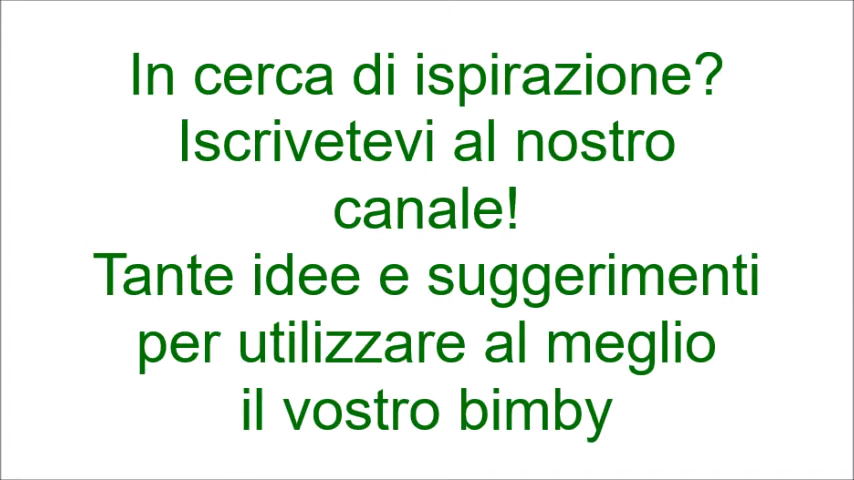 In cerca di ispirazione?
Iscrivetevi al nostro
canale!
Tante idee e suggerimenti
per utilizzare al meglio
il vostro bimby